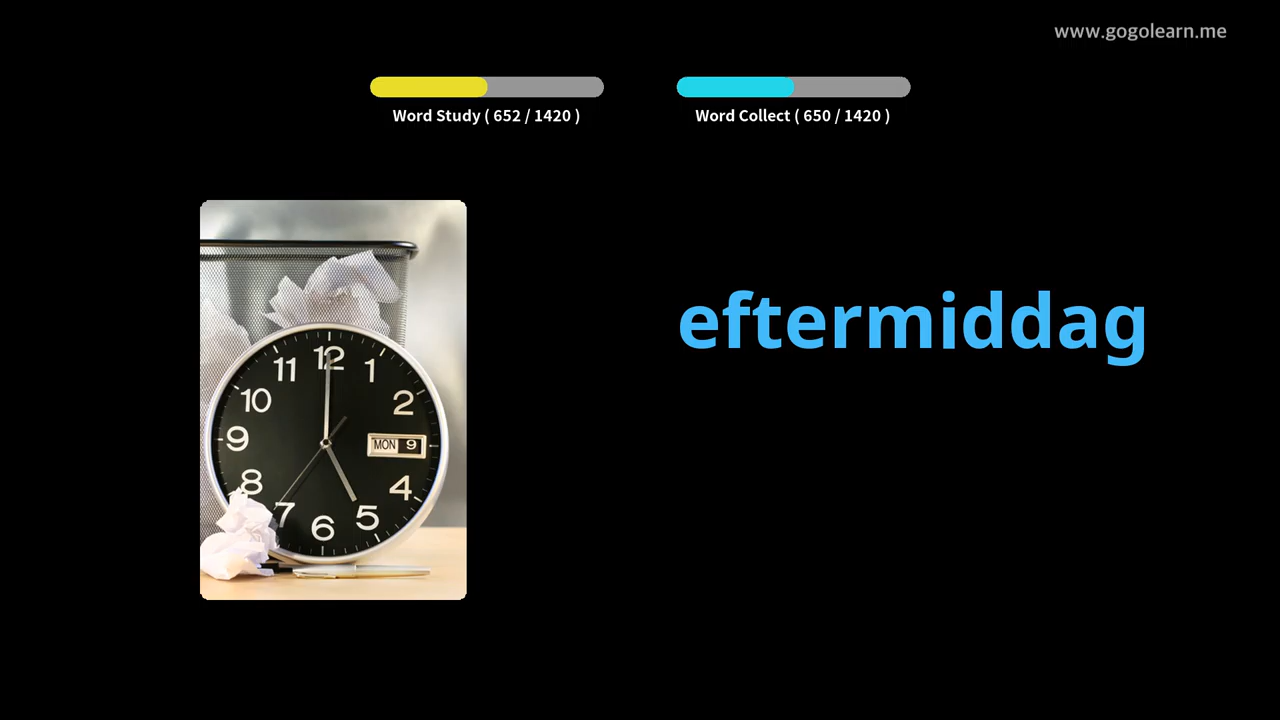 www.gogolearn.me
Word Study ( 652 / 1420 )
Word Collect ( 650 / 1420 )
eftermiddag
12
11
1
10
2
9
MON 9
8
4
7
5
6